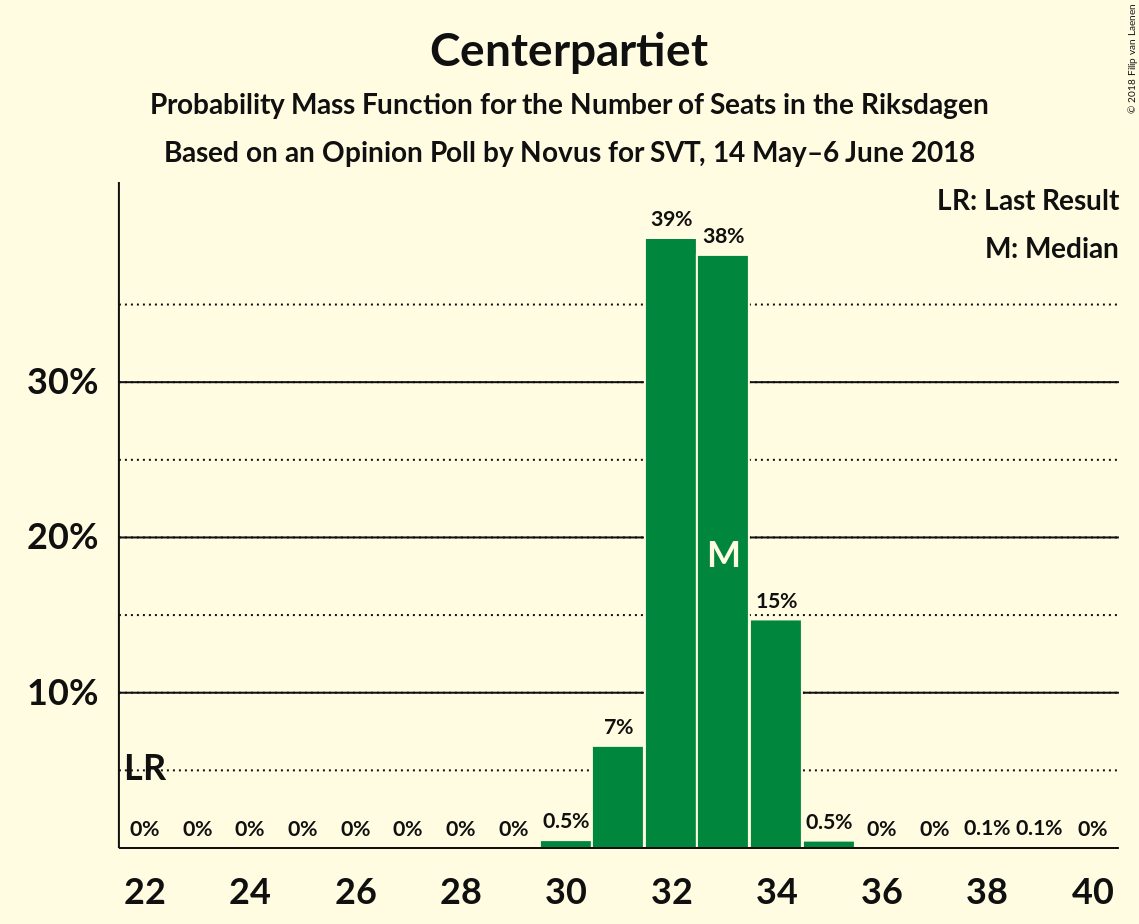 Centerpartiet
Probability Mass Function for the Number of Seats in the Riksdagen
Based on an Opinion Poll by Novus for SVT, 14 May–6 June 2018
© 2018 Filip van Laenen
LR: Last Result
M: Median
39%
38%
30%
20%
M
15%
10%
7%
LR
0% 0% 0% 0% 0% 0% 0% 0% 0.5% 0.5% 0% 0% 0.1% 0.1% 0%
22 24 26 28 30 32 34 36 38 40